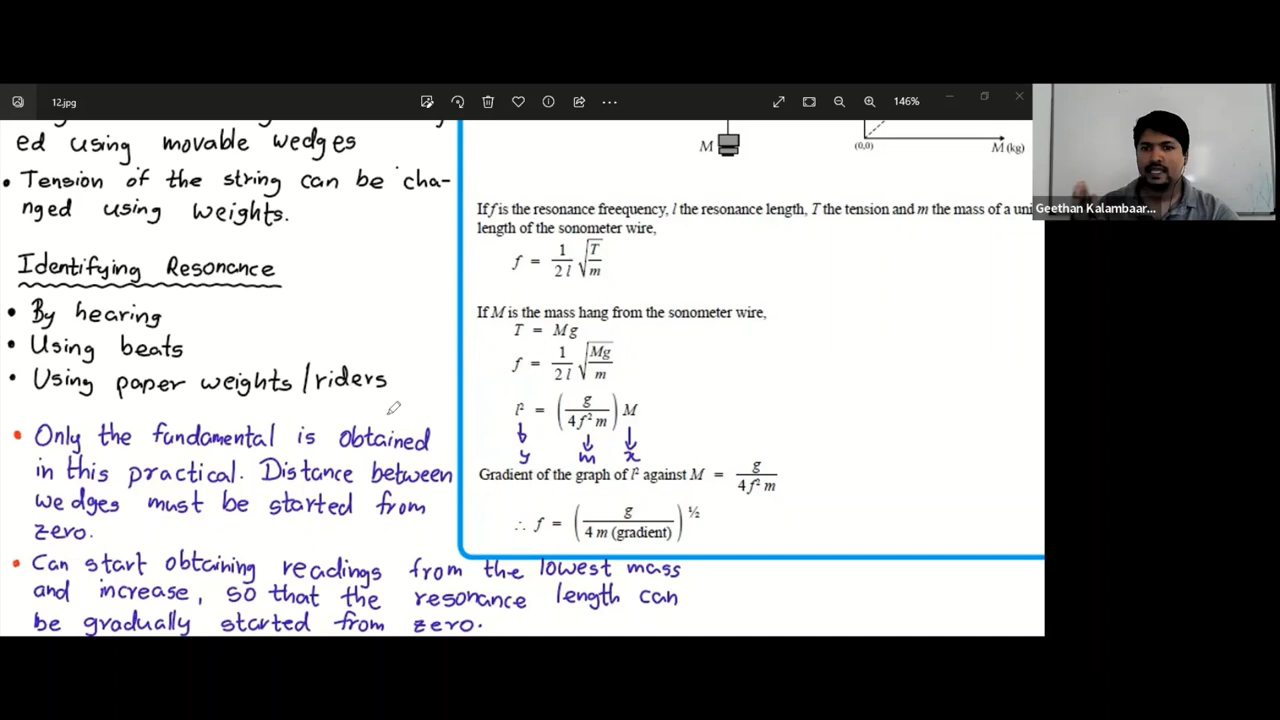 12.jpg
146%
ed using movable wedges
• Tension of the string can be cha-
nged using weights.
Identifying Resonance
• By hearing
• Using beats
• Using paper weights/riders
• Only the fundamental is obtained
in this practical. Distance between
wedges must be started from
zero.
• Can start obtaining readings from the lowest mass
and increase, so that the resonance length can
be gradually started from zero.
M
(0,0)
M (kg)
If f is the resonance freequency, l the resonance length, T the tension and m the mass of a uni
length of the sonometer wire,
f = 1/2l √T/m
If M is the mass hang from the sonometer wire,
T = Mg
f = 1/2l √Mg/m
l² = (g/4f²m) M
y m x
Gradient of the graph of l² against M = g/4f²m
∴ f = (g/4 m (gradient))^½
Geethan Kalambaar...